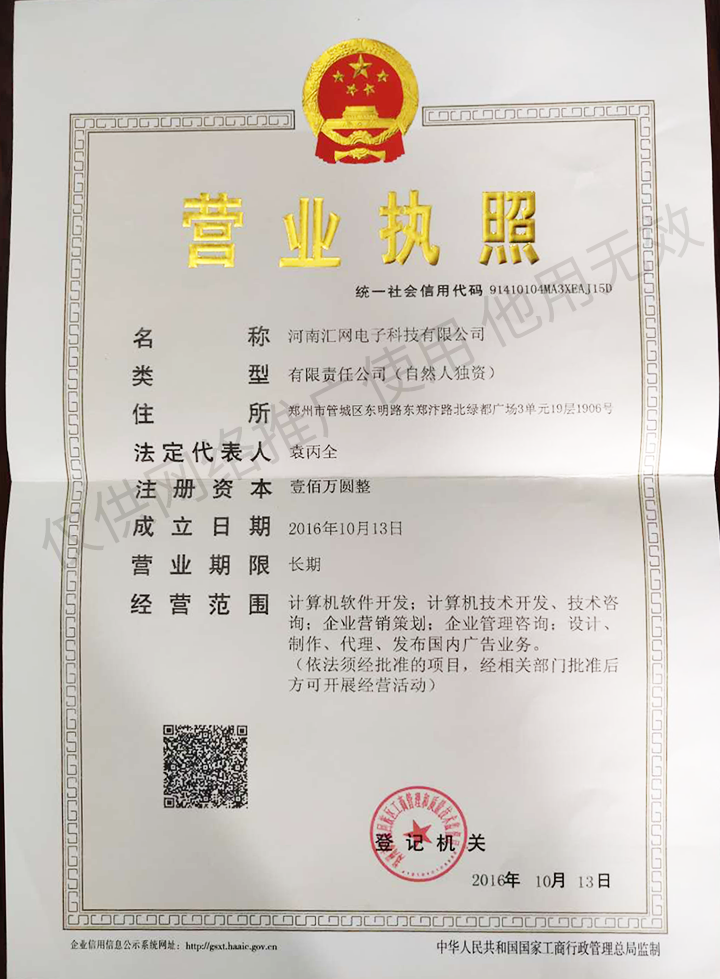 营业执照
统一社会信用代码 91410104MA3XEAJ15D
名称 河南汇网电子科技有限公司
类型 有限责任公司（自然人独资）
住所 郑州市管城区东明路东郑汴路北绿都广场3单元19层1906号
法定代表人 袁丙全
注册资本 壹佰万圆整
成立日期 2016年10月13日
营业期限 长期
经营范围 计算机软件开发；计算机技术开发、技术咨
询；企业营销策划；企业管理咨询；设计、
制作、代理、发布国内广告业务。
（依法须经批准的项目，经相关部门批准后
方可开展经营活动）
仅供网络推广使用 他用无效
登记机关
2016年 10月 13日
企业信用信息公示系统网址：http://gsxt.haaic.gov.cn
中华人民共和国国家工商行政管理总局监制